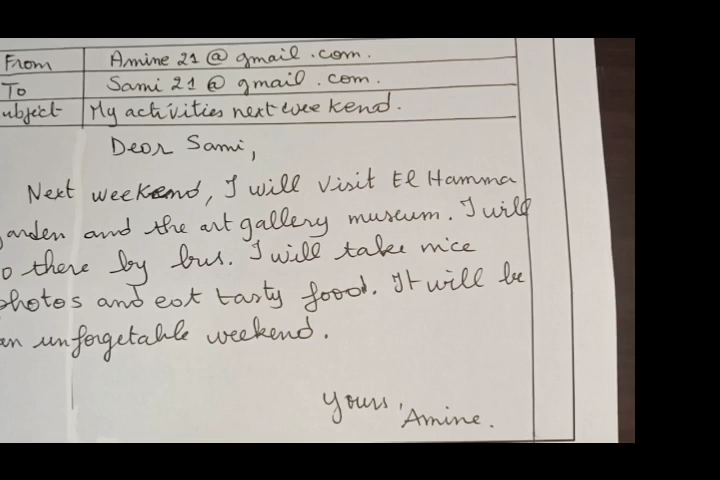 From Amine 21 @ gmail .com.
To Sami 21 @ gmail .com.
ubject My activities next weekend.
Dear Sami,
Next weekend, I will visit El Hamma
garden and the art gallery museum. I will
o there by bus. I will take nice
photos and eat tasty food. It will be
an unforgetable weekend.
Yours,
Amine.